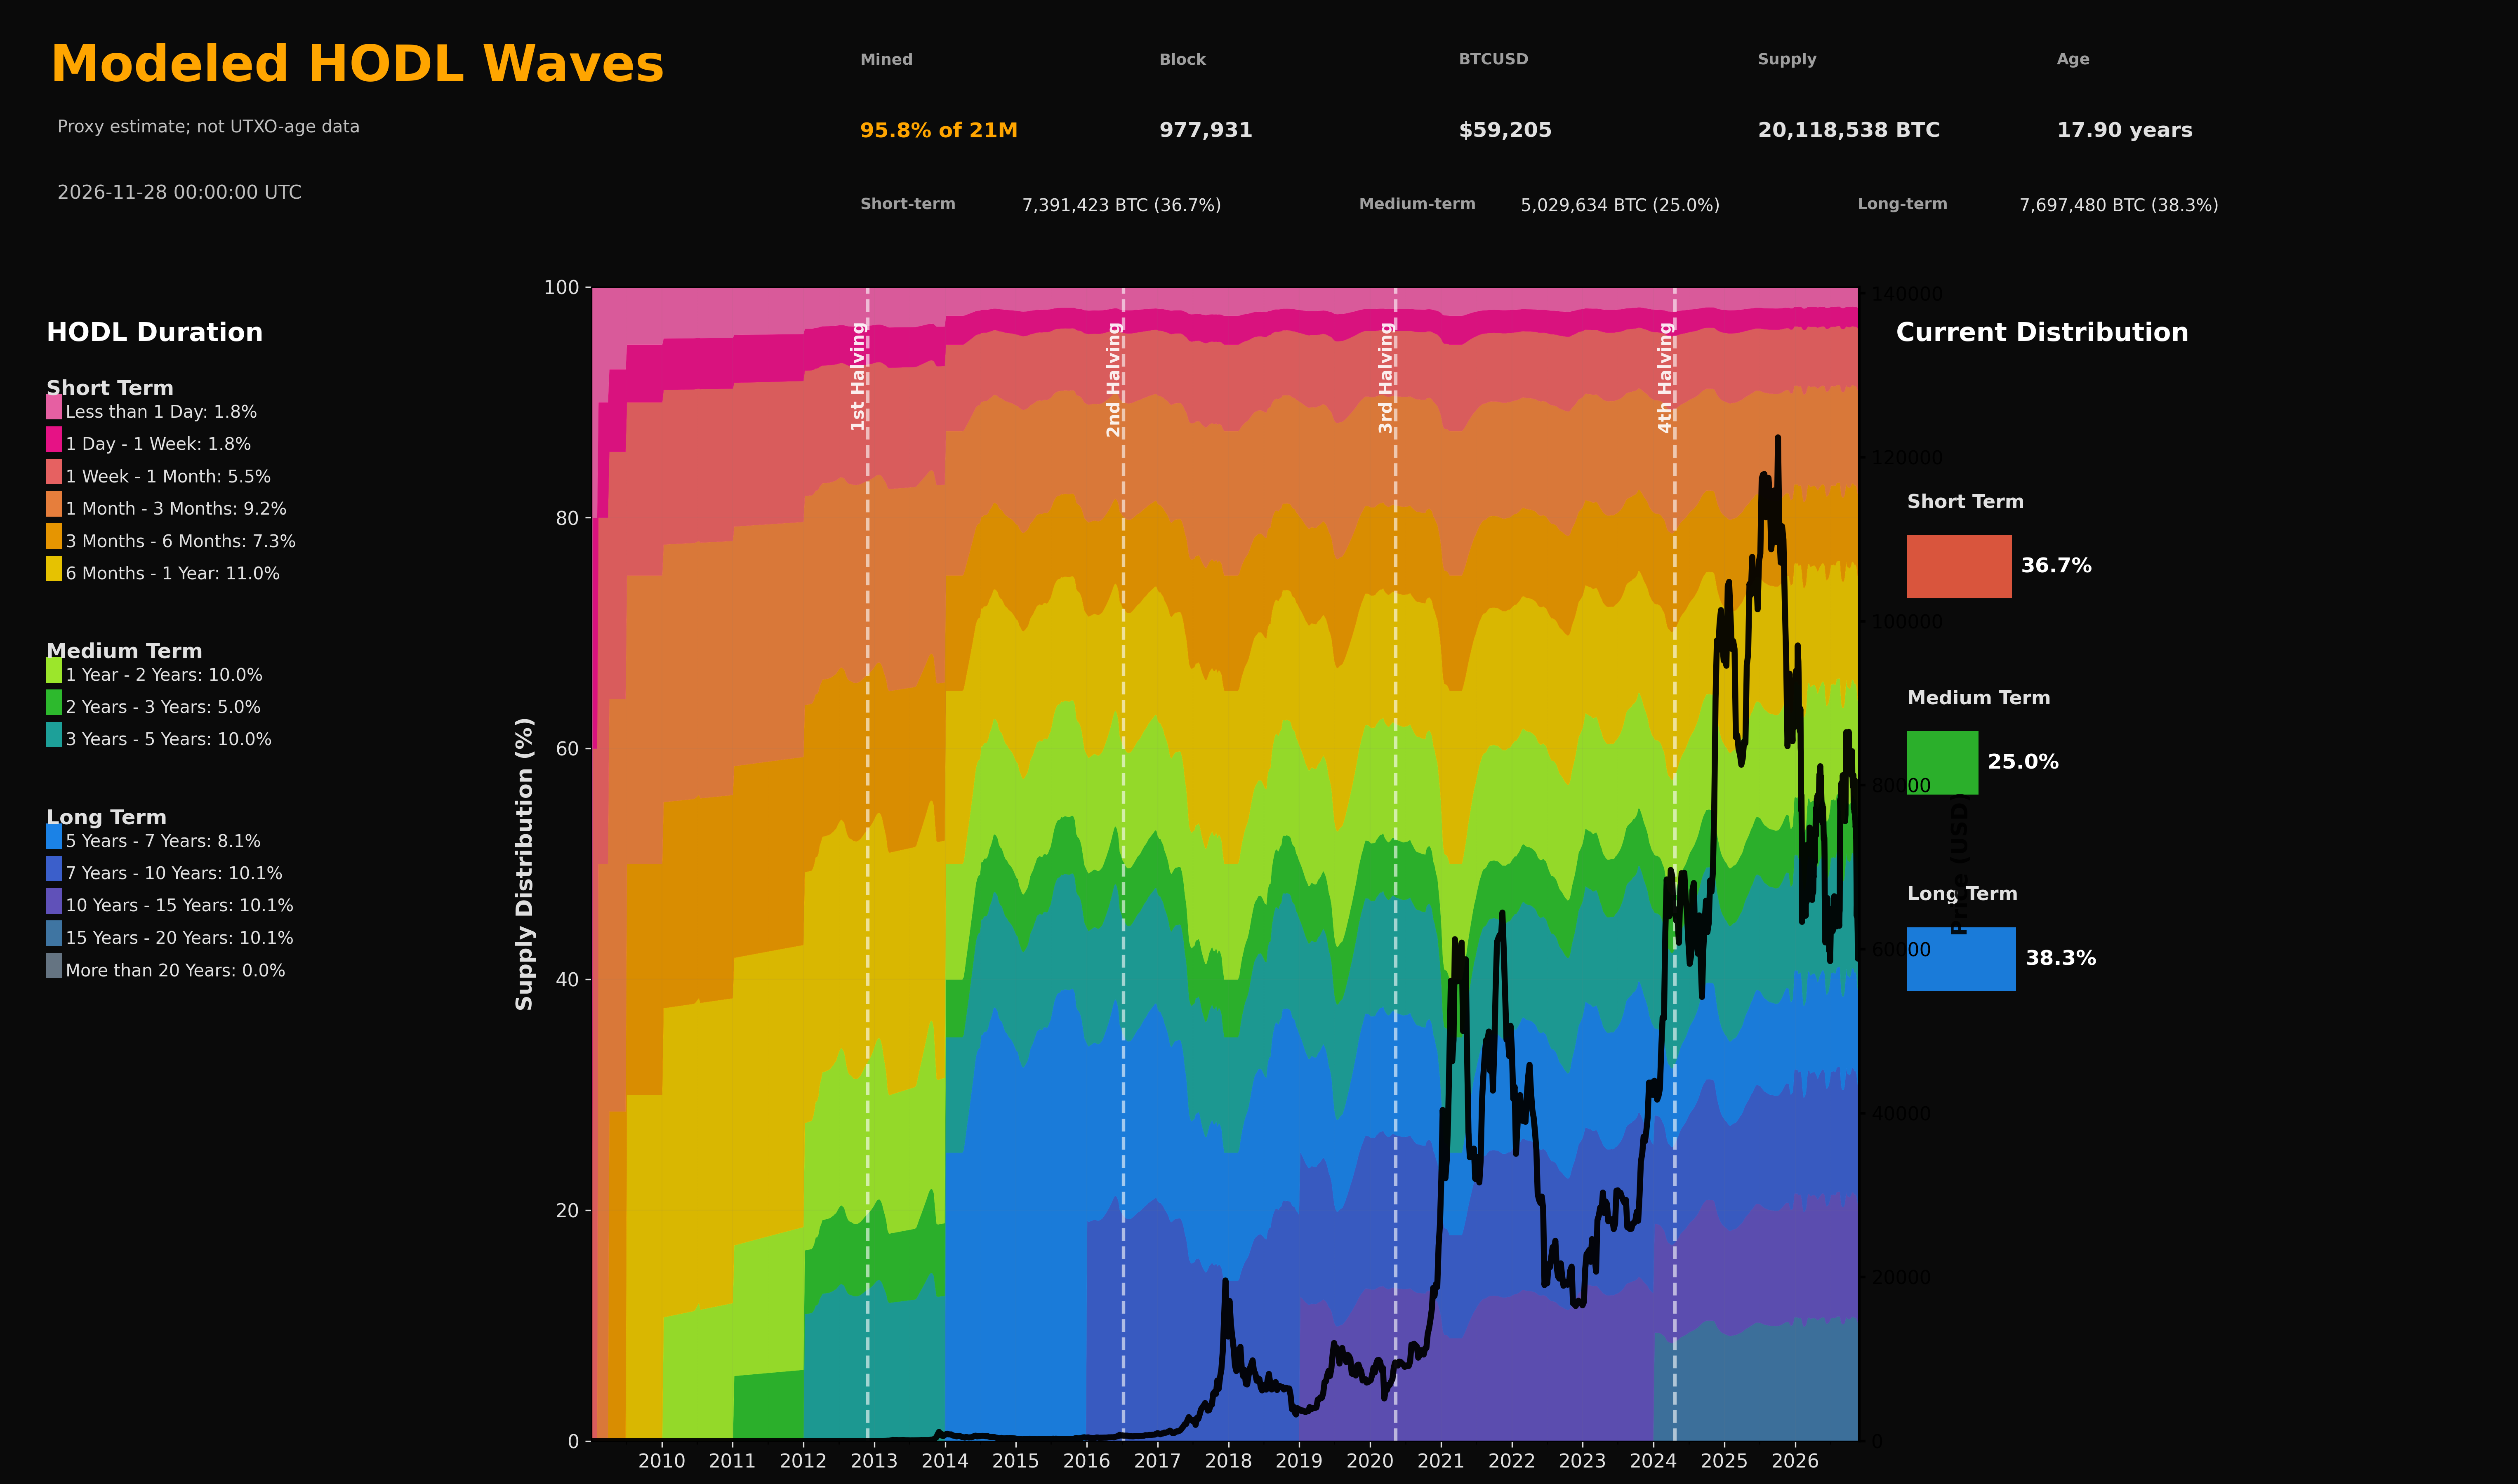 Modeled HODL Waves
Proxy estimate; not UTXO-age data
2026-11-28 00:00:00 UTC
Mined Block BTCUSD Supply Age
95.8% of 21M 977,931 $59,205 20,118,538 BTC 17.90 years
Short-term 7,391,423 BTC (36.7%) Medium-term 5,029,634 BTC (25.0%) Long-term 7,697,480 BTC (38.3%)
HODL Duration
Short Term
Less than 1 Day: 1.8%
1 Day - 1 Week: 1.8%
1 Week - 1 Month: 5.5%
1 Month - 3 Months: 9.2%
3 Months - 6 Months: 7.3%
6 Months - 1 Year: 11.0%
Medium Term
1 Year - 2 Years: 10.0%
2 Years - 3 Years: 5.0%
3 Years - 5 Years: 10.0%
Long Term
5 Years - 7 Years: 8.1%
7 Years - 10 Years: 10.1%
10 Years - 15 Years: 10.1%
15 Years - 20 Years: 10.1%
More than 20 Years: 0.0%
Supply Distribution (%)
100
80
60
40
20
0
1st Halving
2nd Halving
3rd Halving
4th Halving
2010 2011 2012 2013 2014 2015 2016 2017 2018 2019 2020 2021 2022 2023 2024 2025 2026
140000
120000
100000
80000
60000
40000
20000
0
Price (USD)
Current Distribution
Short Term
36.7%
Medium Term
25.0%
Long Term
38.3%